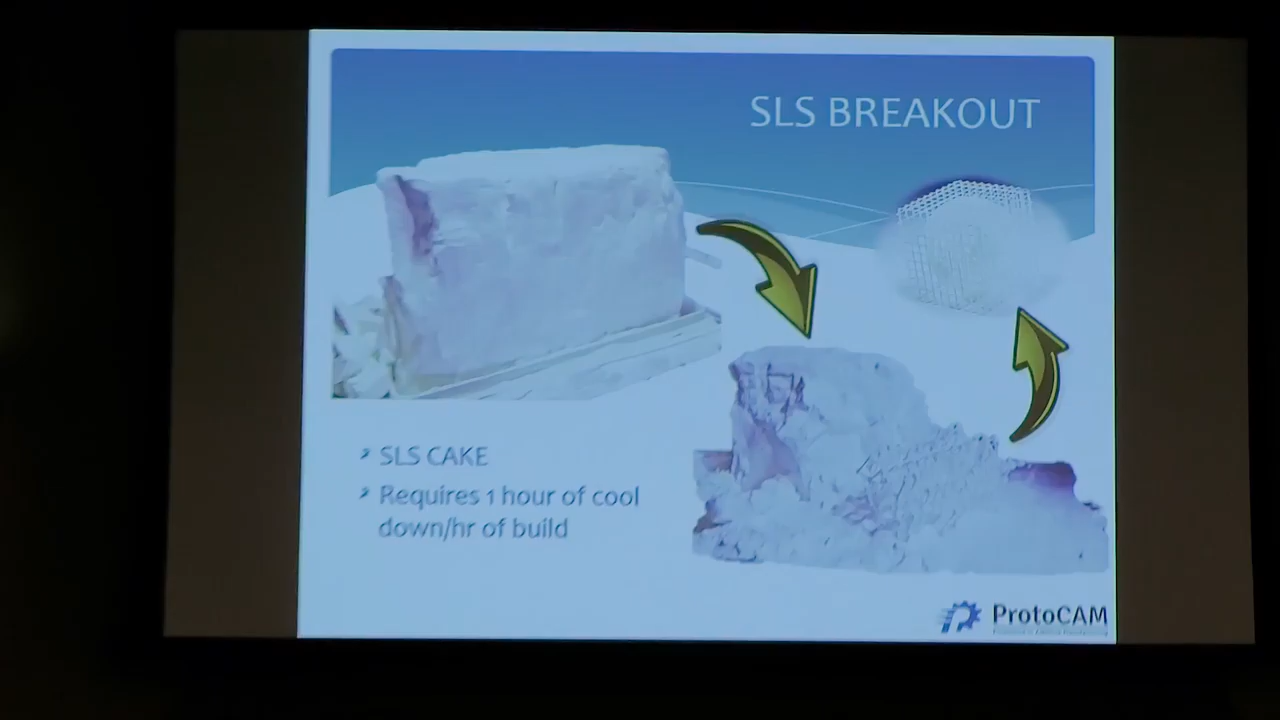 SLS BREAKOUT
SLS CAKE
Requires 1 hour of cool
down/hr of build
ProtoCAM